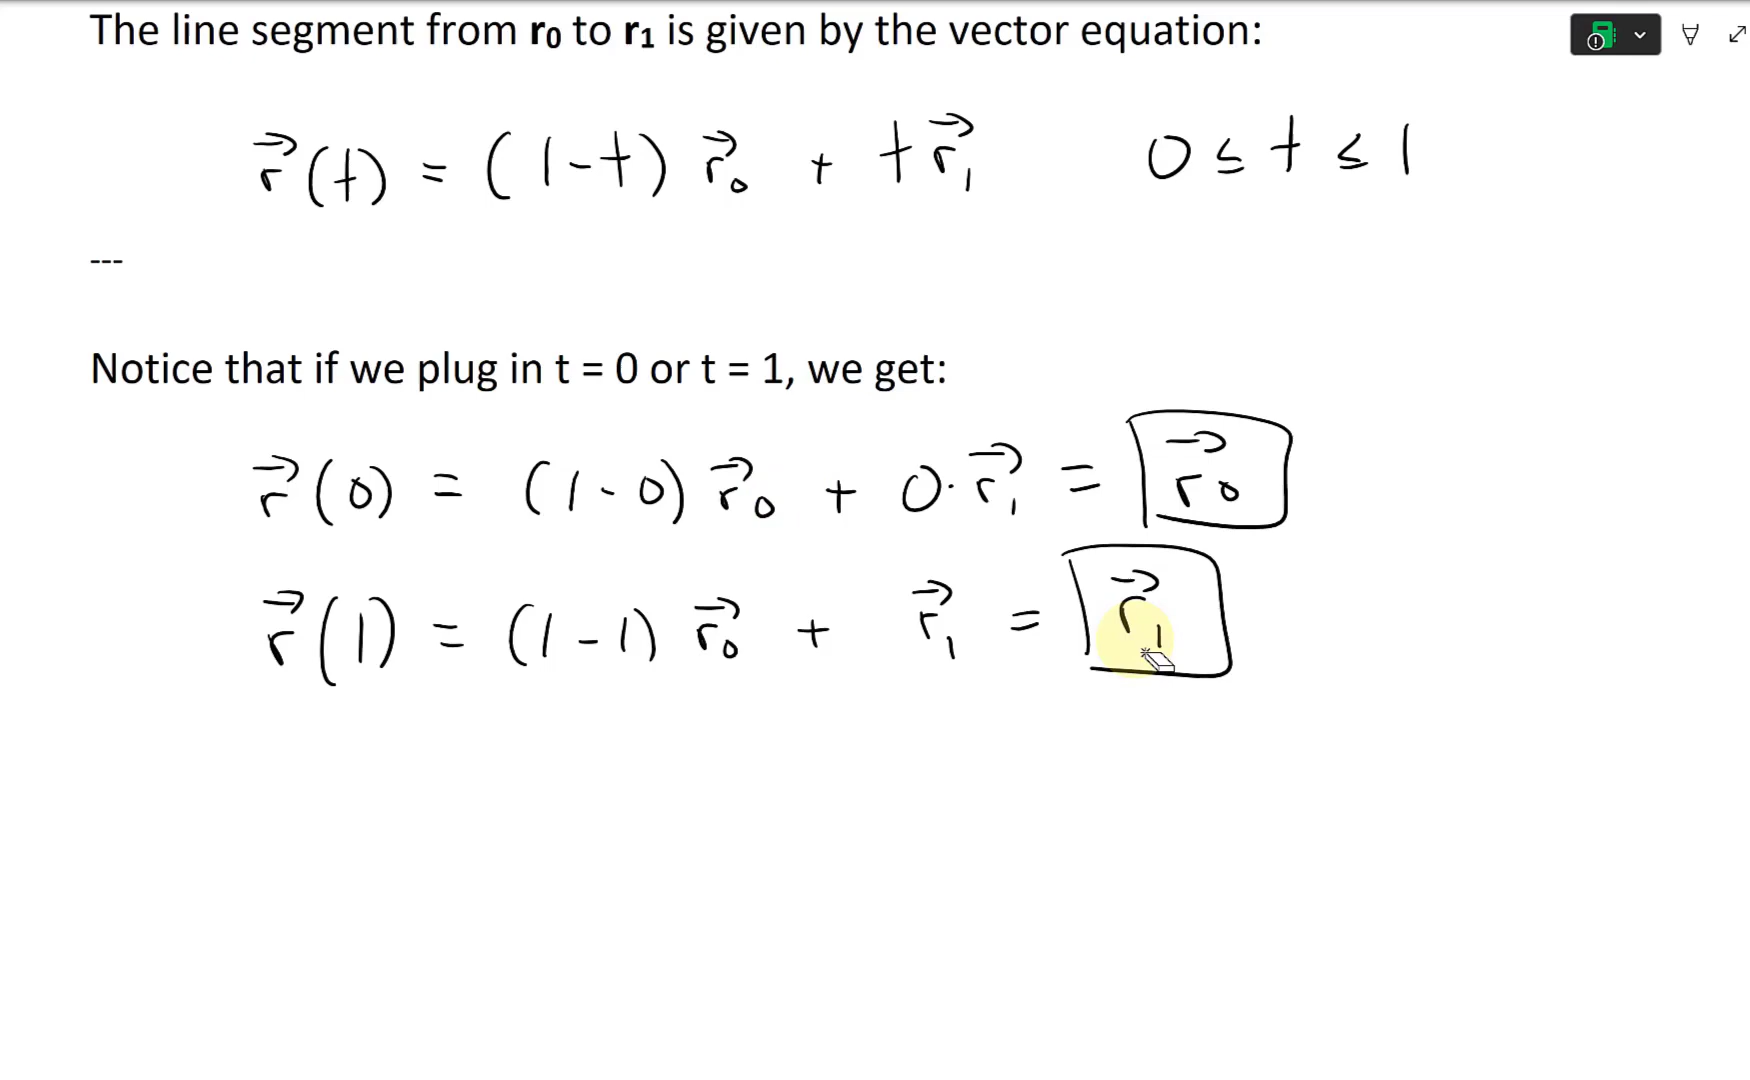 The line segment from r₀ to r₁ is given by the vector equation:
r⃗(t) = (1-t) r⃗₀ + t r⃗₁ 0 ≤ t ≤ 1
---
Notice that if we plug in t = 0 or t = 1, we get:
r⃗(0) = (1-0) r⃗₀ + 0·r⃗₁ = r⃗₀
r⃗(1) = (1-1) r⃗₀ + r⃗₁ = r⃗₁